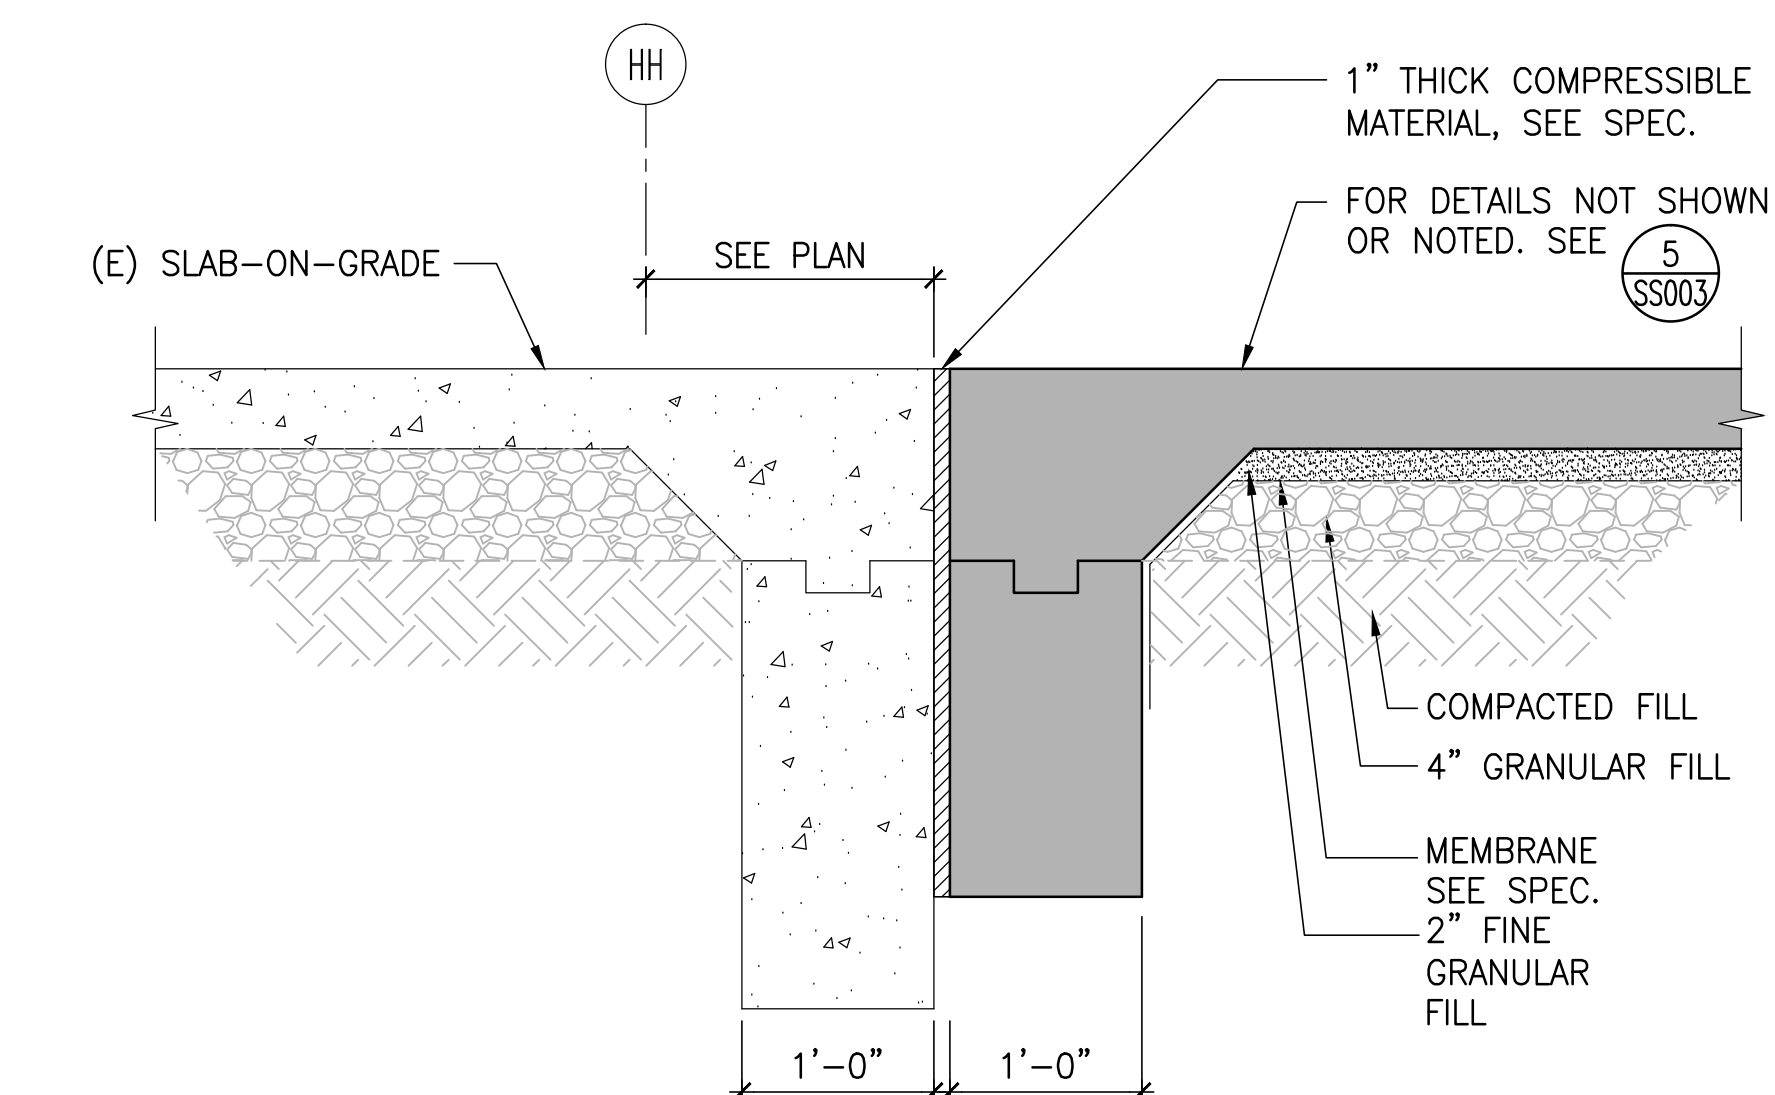 HH
1” THICK COMPRESSIBLE
MATERIAL, SEE SPEC.
FOR DETAILS NOT SHOWN
OR NOTED. SEE
5
SS003
(E) SLAB-ON-GRADE
SEE PLAN
COMPACTED FILL
4” GRANULAR FILL
MEMBRANE
SEE SPEC.
2” FINE
GRANULAR
FILL
1’-0”
1’-0”